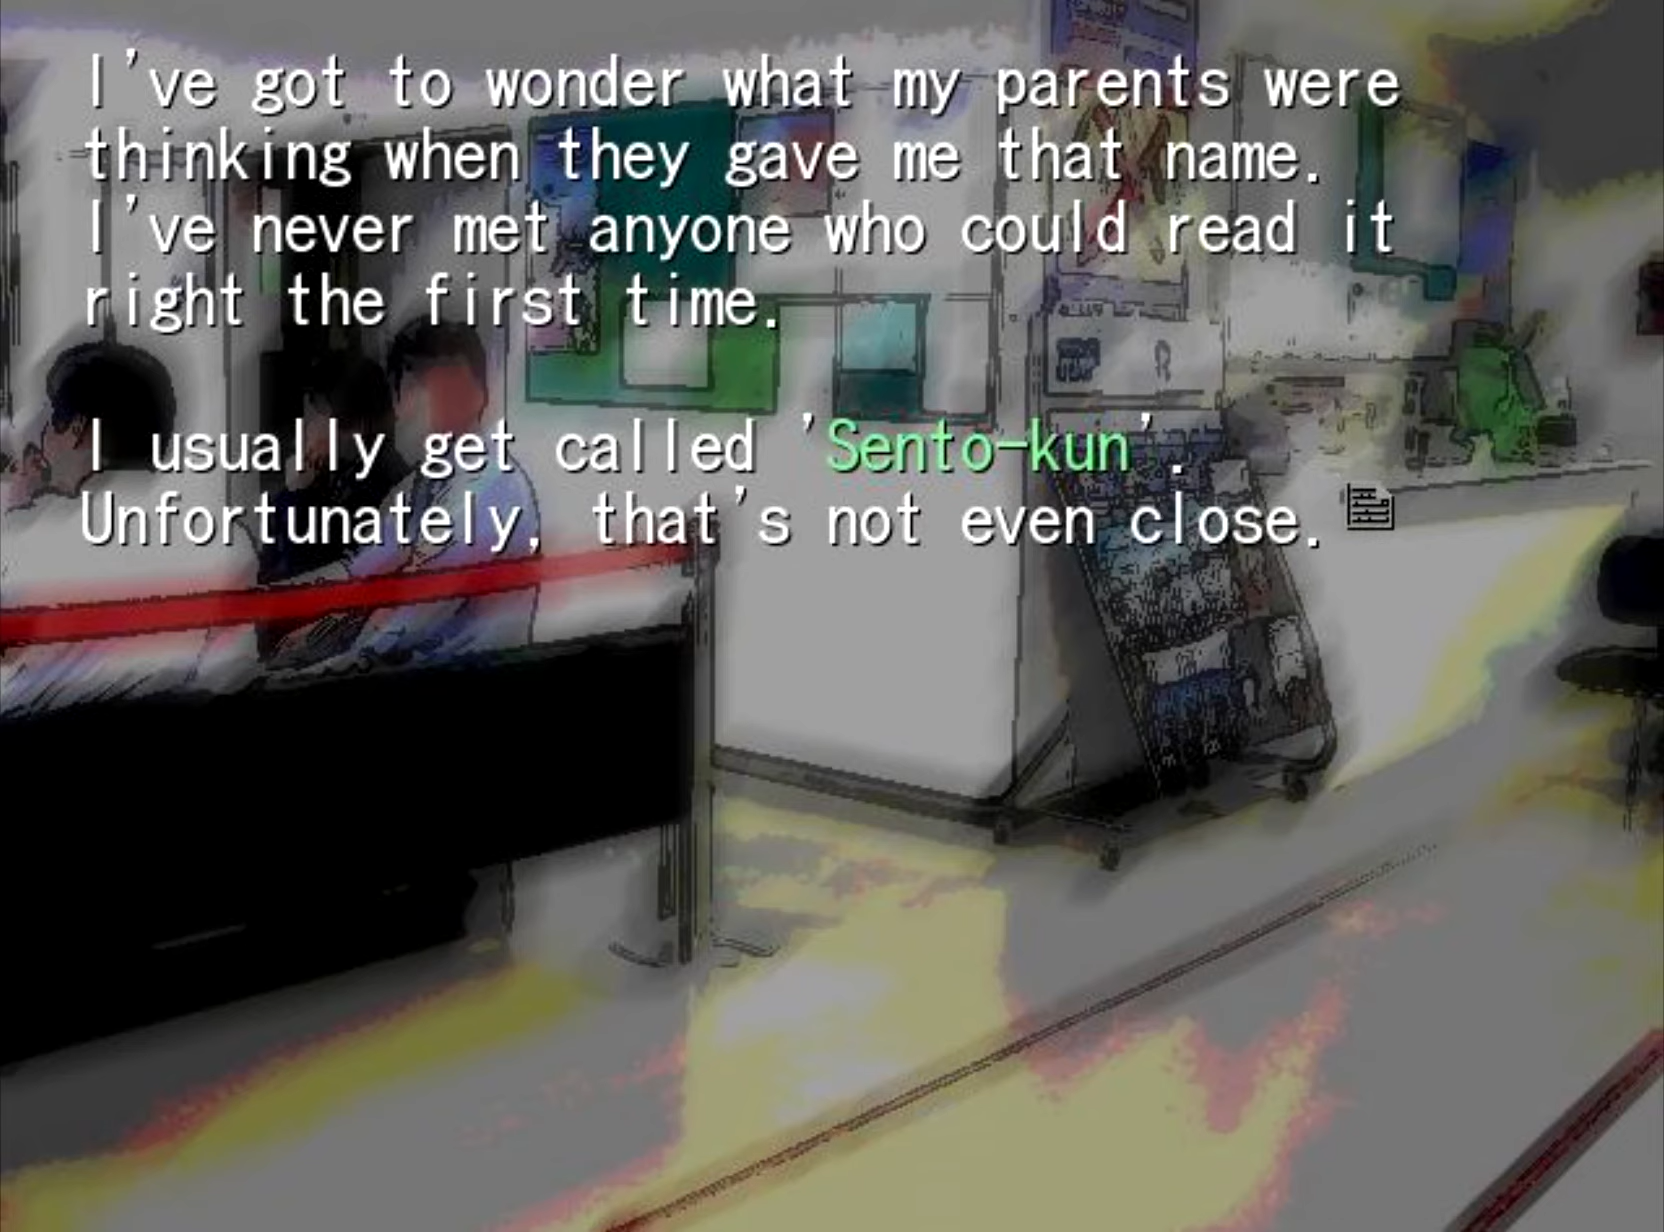 I've got to wonder what my parents were
thinking when they gave me that name.
I've never met anyone who could read it
right the first time.
I usually get called 'Sento-kun'.
Unfortunately, that's not even close.